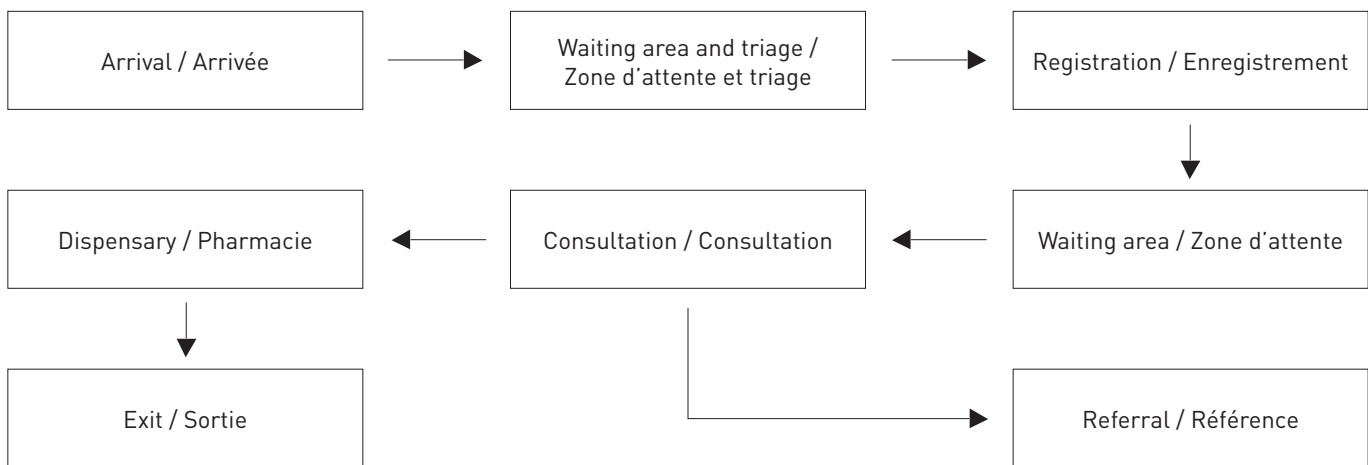 Arrival / Arrivée
Waiting area and triage /
Zone d’attente et triage
Registration / Enregistrement
Dispensary / Pharmacie
Consultation / Consultation
Waiting area / Zone d’attente
Exit / Sortie
Referral / Référence